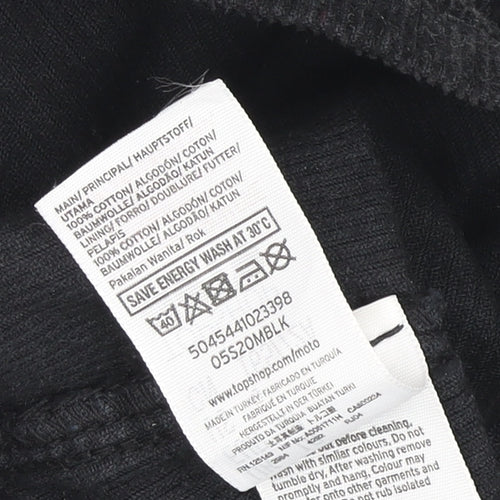 MAIN/ PRINCIPAL/ HAUPTSTOFF/
UTAMA
100% COTTON/ ALGODÓN/ COTON/
BAUMWOLLE/ ALGODÃO/ KATUN
LINING/ FORRO/ DOUBLURE/ FUTTER/
PELAPIS
100% COTTON/ ALGODÓN/ COTON/
BAUMWOLLE/ ALGODÃO/ KATUN
Pakaian Wanita/ Rok
SAVE ENERGY WASH AT 30°C
40
5045441023398
05S20MBLK
www.topshop.com/moto
MADE IN TURKEY/ FABRICADO EN TURQUÍA
FABRIQUÉ EN TURQUIE
HERGESTELLT IN DER TÜRKEI
PRODUTO DA TURQUIA/ BUATAN TURKI
out before cleaning,
Wash with similar colours. Do not
tumble dry. After washing remove
promptly and hang. Colour may
onto other garments and